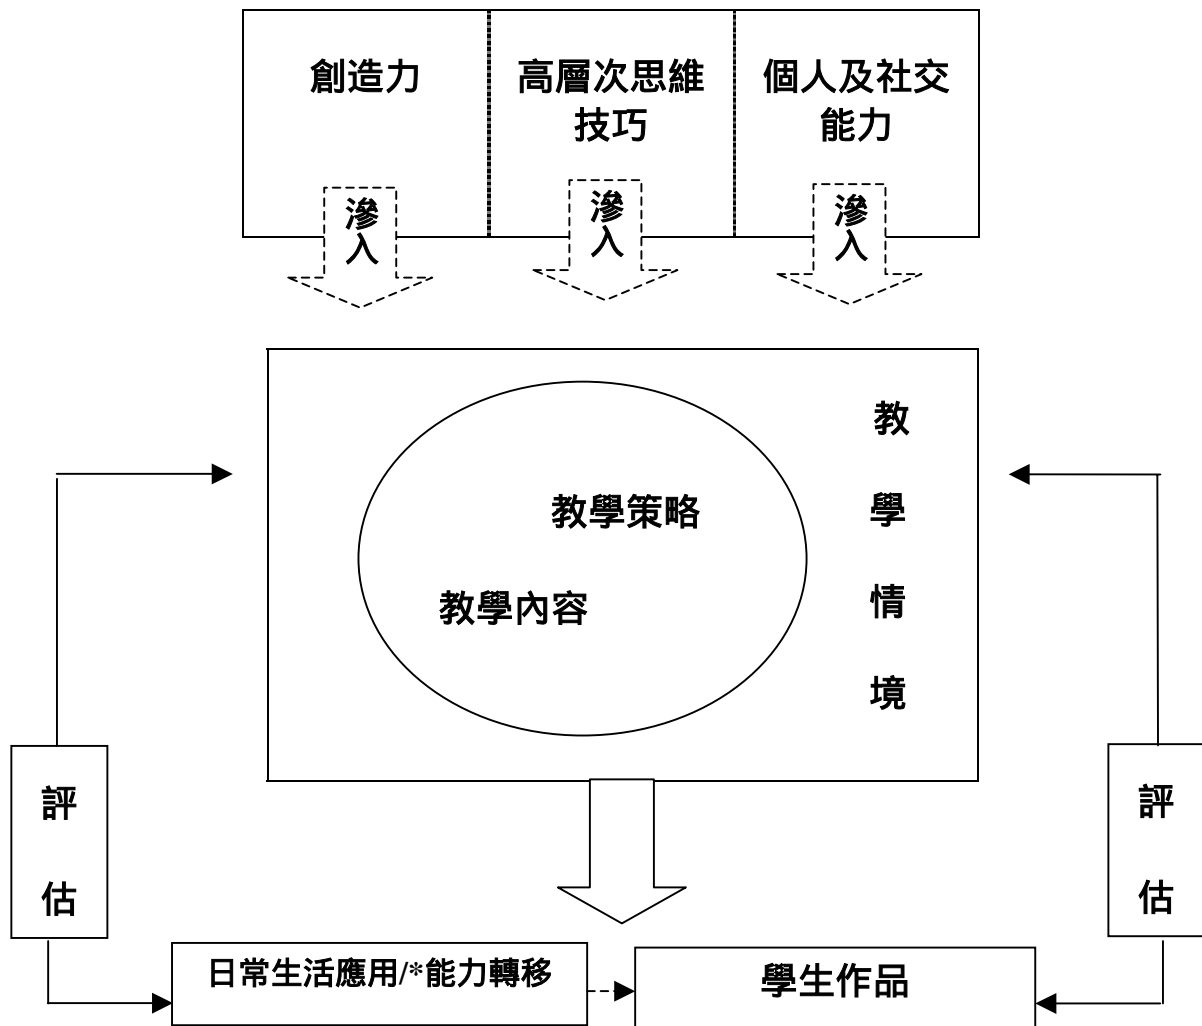 創造力
高層次思維
技巧
個人及社交
能力
滲
入
滲
入
滲
入
教
學
情
境
教學策略
教學內容
評
估
評
估
日常生活應用/*能力轉移
學生作品